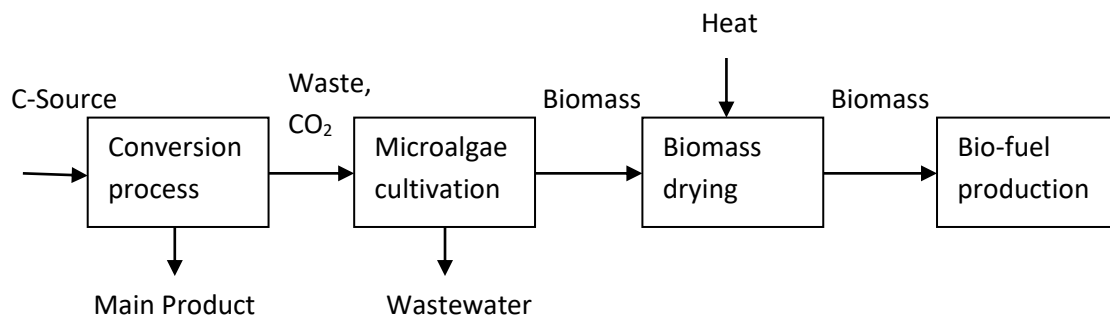 Heat
C-Source
Waste,
CO₂
Biomass
Biomass
Conversion
process
Microalgae
cultivation
Biomass
drying
Bio-fuel
production
Main Product
Wastewater